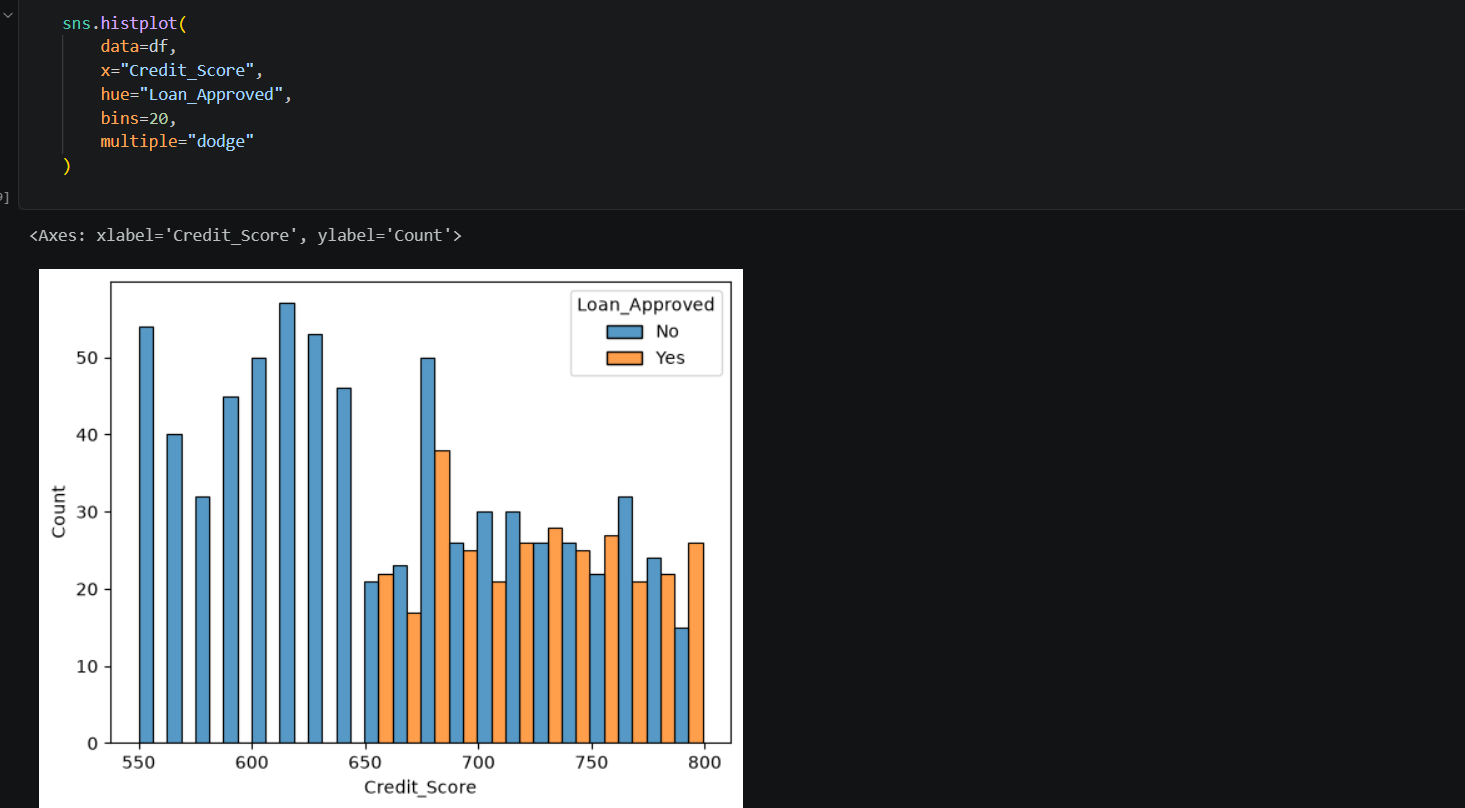 sns.histplot(
    data=df,
    x="Credit_Score",
    hue="Loan_Approved",
    bins=20,
    multiple="dodge"
)
]
<Axes: xlabel='Credit_Score', ylabel='Count'>
Loan_Approved
No
Yes
50
40
30
20
10
0
Count
550 600 650 700 750 800
Credit_Score